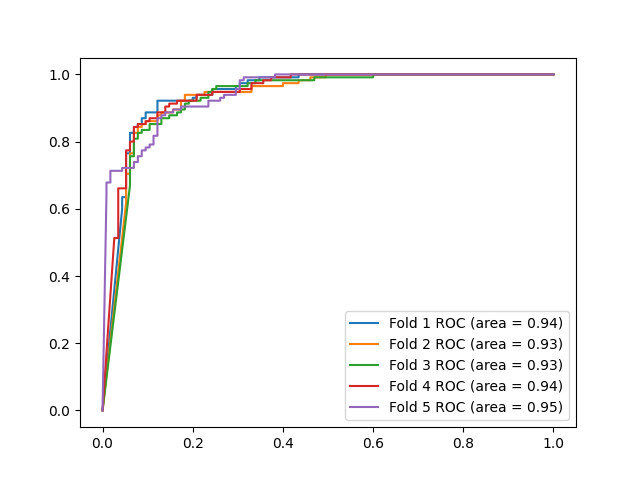 1.0
0.8
0.6
0.4
0.2
0.0
Fold 1 ROC (area = 0.94)
Fold 2 ROC (area = 0.93)
Fold 3 ROC (area = 0.93)
Fold 4 ROC (area = 0.94)
Fold 5 ROC (area = 0.95)
0.0 0.2 0.4 0.6 0.8 1.0